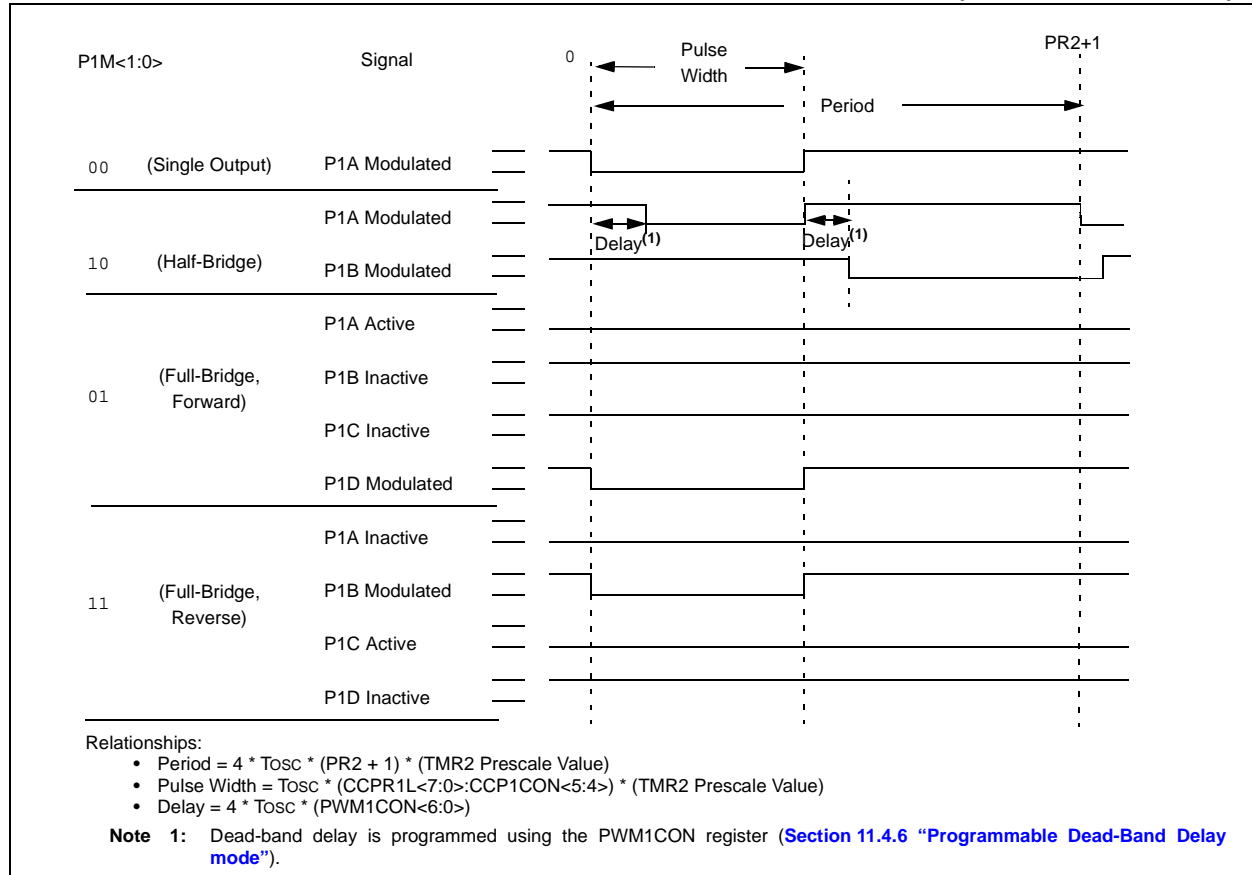 P1M<1:0>
Signal
0
Pulse
Width
PR2+1
Period
00
(Single Output)
P1A Modulated
P1A Modulated
Delay(1)
Delay(1)
10
(Half-Bridge)
P1B Modulated
P1A Active
01
(Full-Bridge,
Forward)
P1B Inactive
P1C Inactive
P1D Modulated
P1A Inactive
11
(Full-Bridge,
Reverse)
P1B Modulated
P1C Active
P1D Inactive
Relationships:
• Period = 4 * TOSC * (PR2 + 1) * (TMR2 Prescale Value)
• Pulse Width = TOSC * (CCPR1L<7:0>:CCP1CON<5:4>) * (TMR2 Prescale Value)
• Delay = 4 * TOSC * (PWM1CON<6:0>)
Note 1: Dead-band delay is programmed using the PWM1CON register (Section 11.4.6 “Programmable Dead-Band Delay
mode”).